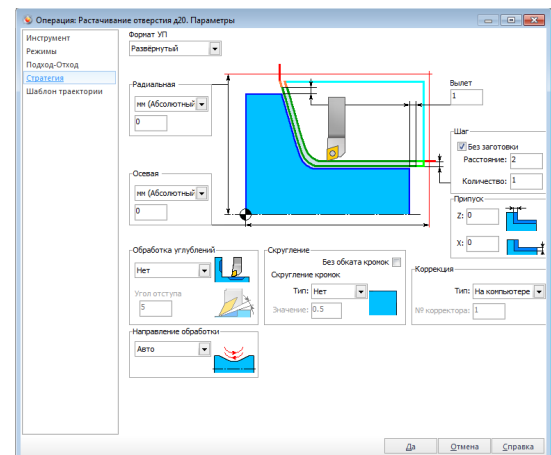 Операция: Растачивание отверстия д20. Параметры
Инструмент
Режимы
Подход-Отход
Стратегия
Шаблон траектории
Формат УП
Развёрнутый
Радиальная
мм (Абсолютный
0
Осевая
мм (Абсолютный
0
Вылет
1
Шаг
Без заготовки
Расстояние: 2
Количество: 1
Припуск
Z: 0
X: 0
Обработка углублений
Нет
Угол отступа
5
Скругление
Без обката кромок
Скругление кромок
Тип: Нет
Значение: 0.5
Коррекция
Тип: На компьютере
№ корректора: 1
Направление обработки
Авто
Да
Отмена
Справка